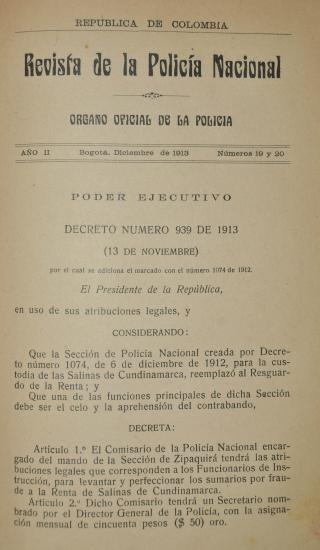 REPUBLICA DE COLOMBIA
Revista de la Policía Nacional
ORGANO OFICIAL DE LA POLICIA
AÑO II Bogotá, Diciembre de 1913 Números 19 y 20
PODER EJECUTIVO
DECRETO NUMERO 939 DE 1913
(13 DE NOVIEMBRE)
por el cual se adiciona el marcado con el número 1074 de 1912.
El Presidente de la República,
en uso de sus atribuciones legales, y
CONSIDERANDO:
Que la Sección de Policía Nacional creada por Decre-
to número 1074, de 6 de diciembre de 1912, para la cus-
todia de las Salinas de Cundinamarca, reemplazó al Resguar-
do de la Renta; y
Que una de las funciones principales de dicha Sección
debe ser el celo y la aprehensión del contrabando,
DECRETA:
Artículo 1.º El Comisario de la Policía Nacional encar-
gado del mando de la Sección de Zipaquirá tendrá las atri-
buciones legales que corresponden a los Funcionarios de Ins-
trucción, para levantar y perfeccionar los sumarios por frau-
de a la Renta de Salinas de Cundinamarca.
Artículo 2.º Dicho Comisario tendrá un Secretario nom-
brado por el Director General de la Policía, con la asigna-
ción mensual de cincuenta pesos ($ 50) oro.